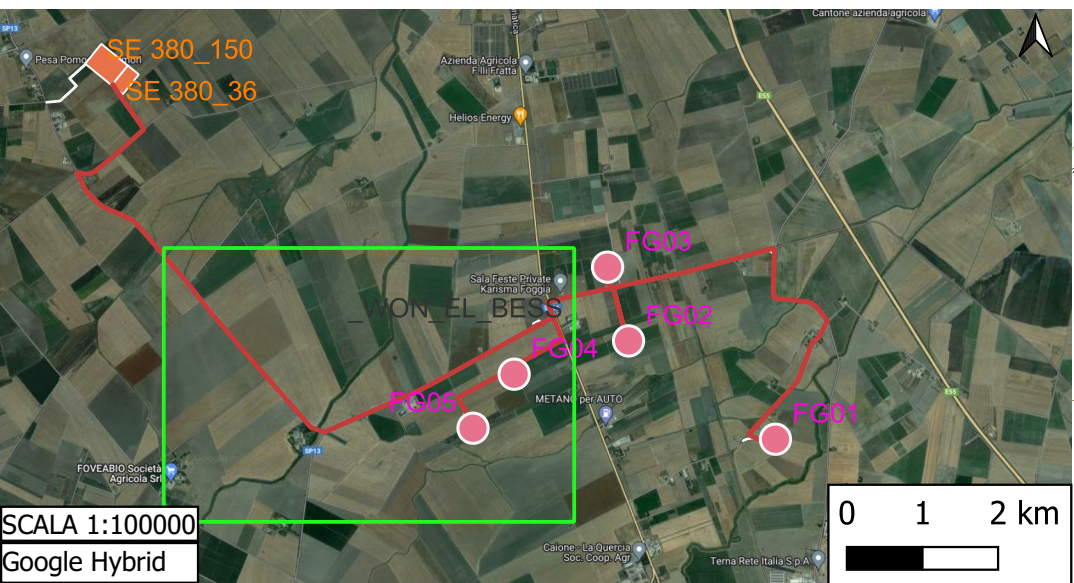 SP13
Cantone azienda agricola
SE 380_150
Pesa Pomo
SE 380_36
Azienda Agricola
F.lli Fratta
Helios Energy
E55
FG03
Sala Feste Private
Karisma Foggia
_WON_EL_BESS
FG02
FG04
FG05
METANO per AUTO
E55
FG01
SP13
FOVEABIO Società
Agricola Srl
SCALA 1:100000
Google Hybrid
Caione - La Quercia
Soc. Coop. Agr
Terna Rete Italia S.p.A
0 1 2 km